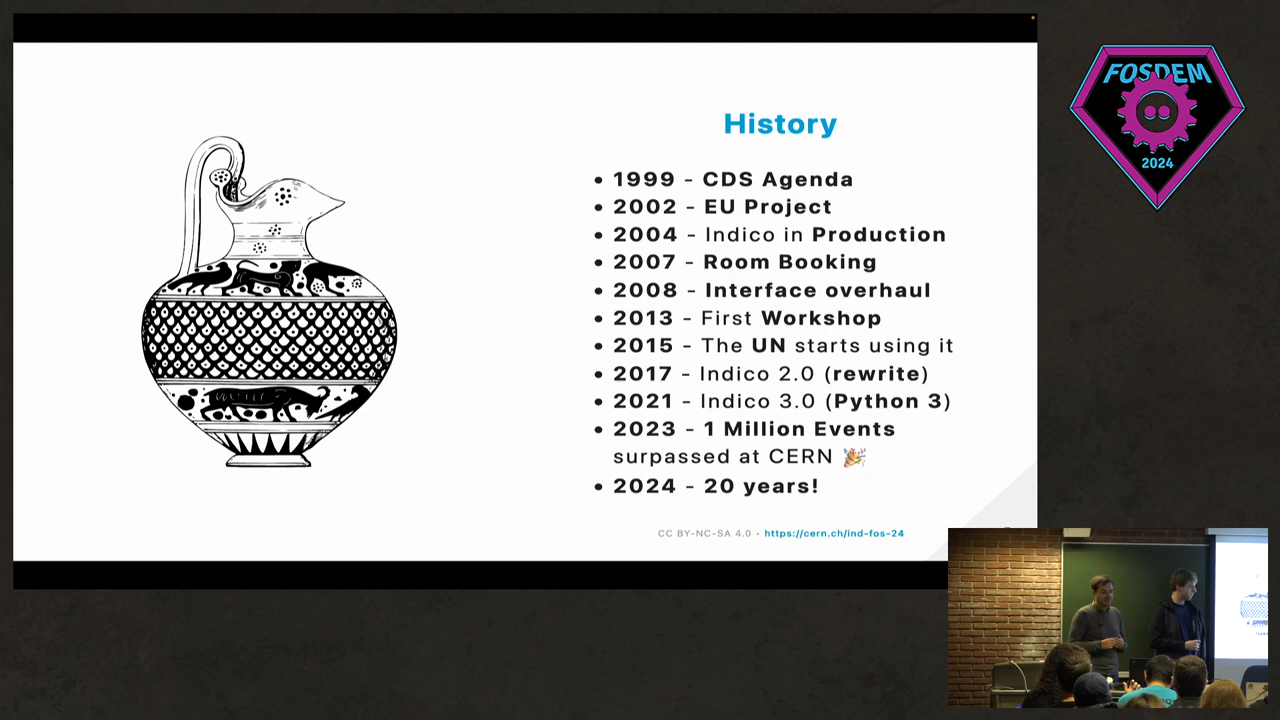 History
• 1999 - CDS Agenda
• 2002 - EU Project
• 2004 - Indico in Production
• 2007 - Room Booking
• 2008 - Interface overhaul
• 2013 - First Workshop
• 2015 - The UN starts using it
• 2017 - Indico 2.0 (rewrite)
• 2021 - Indico 3.0 (Python 3)
• 2023 - 1 Million Events
surpassed at CERN 🎉
• 2024 - 20 years!
CC BY-NC-SA 4.0 • https://cern.ch/ind-fos-24
FOSDEM
2024